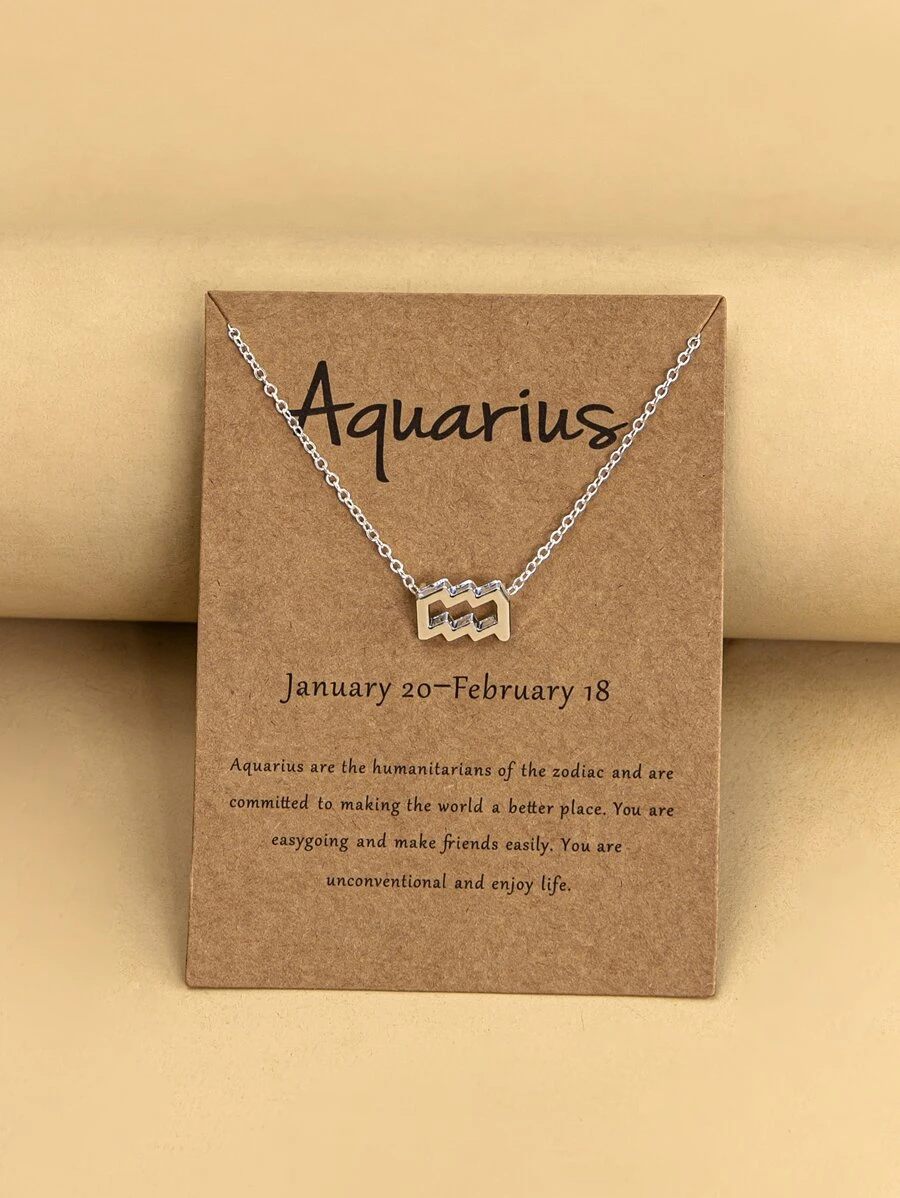 Aquarius
January 20–February 18
Aquarius are the humanitarians of the zodiac and are
committed to making the world a better place. You are
easygoing and make friends easily. You are
unconventional and enjoy life.